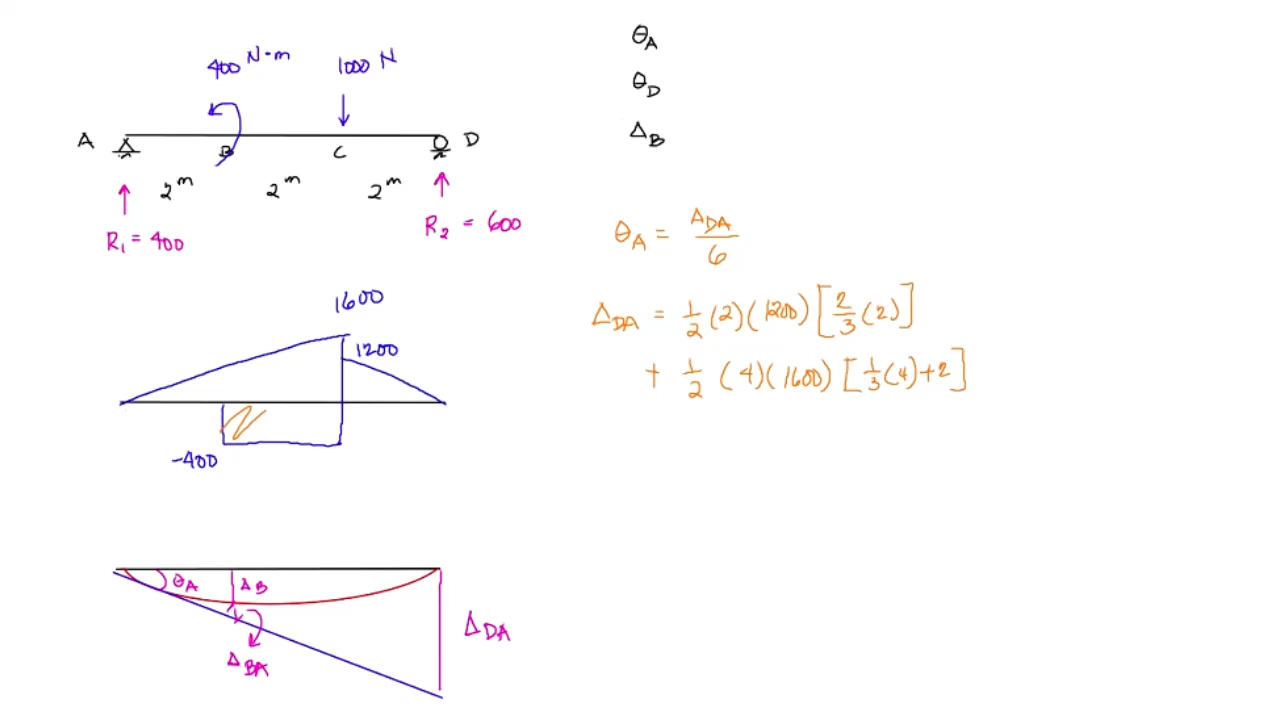 400 N·m
1000 N
A
B
C
D
2 m
2 m
2 m
R₁ = 400
R₂ = 600
1600
1200
-400
θA
ΔB
ΔBA
ΔDA
θA
θD
ΔB
θA = ΔDA / 6
ΔDA = 1/2 (2)(1200) [2/3 (2)]
+ 1/2 (4)(1600) [1/3 (4) + 2]